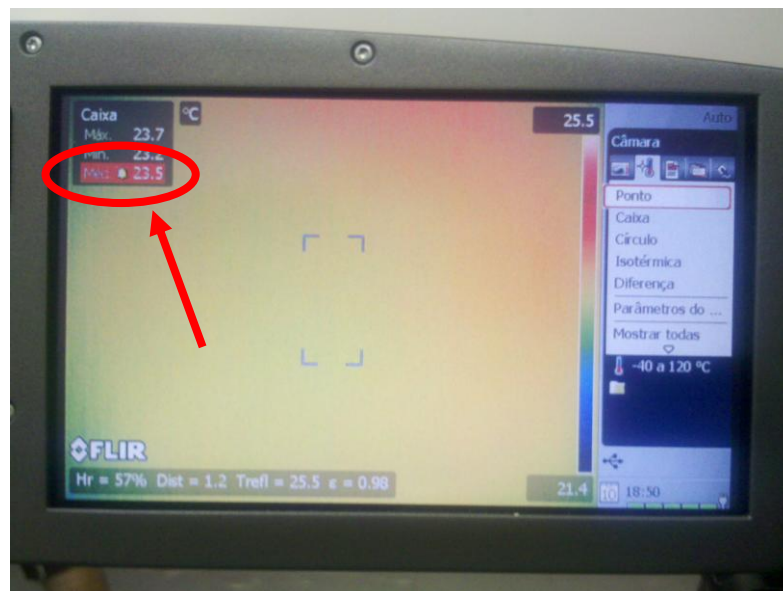 Caixa
°C
Máx. 23.7
Mín. 23.2
Méd. 23.5
25.5
Auto
Câmara
Ponto
Caixa
Círculo
Isotérmica
Diferença
Parâmetros do ...
Mostrar todas
-40 a 120 °C
FLIR
Hr = 57% Dist = 1.2 Trefl = 25.5 ε = 0.98
21.4
18:50